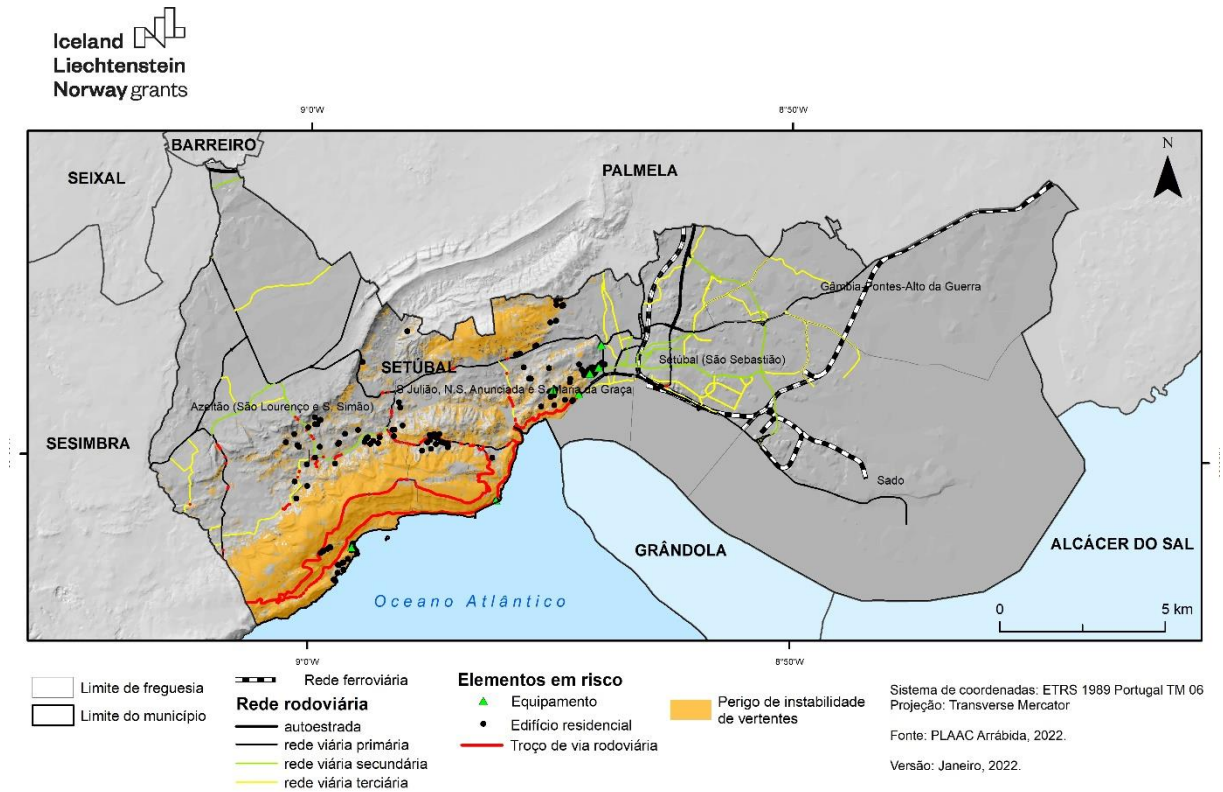 Iceland
Liechtenstein
Norway grants
9°0'W
8°50'W
BARREIRO
SEIXAL
PALMELA
N
Gâmbia-Pontes-Alto da Guerra
SETÚBAL
Setúbal (São Sebastião)
S Julião, N.S. Anunciada e S. Maria da Graça
Azeitão (São Lourenço e S. Simão)
SESIMBRA
Sado
GRÂNDOLA
ALCÁCER DO SAL
Oceano Atlântico
0 5 km
9°0'W
8°50'W
Limite de freguesia
Limite do município
Rede ferroviária
Rede rodoviária
autoestrada
rede viária primária
rede viária secundária
rede viária terciária
Elementos em risco
Equipamento
Edifício residencial
Troço de via rodoviária
Perigo de instabilidade
de vertentes
Sistema de coordenadas: ETRS 1989 Portugal TM 06
Projeção: Transverse Mercator
Fonte: PLAAC Arrábida, 2022.
Versão: Janeiro, 2022.